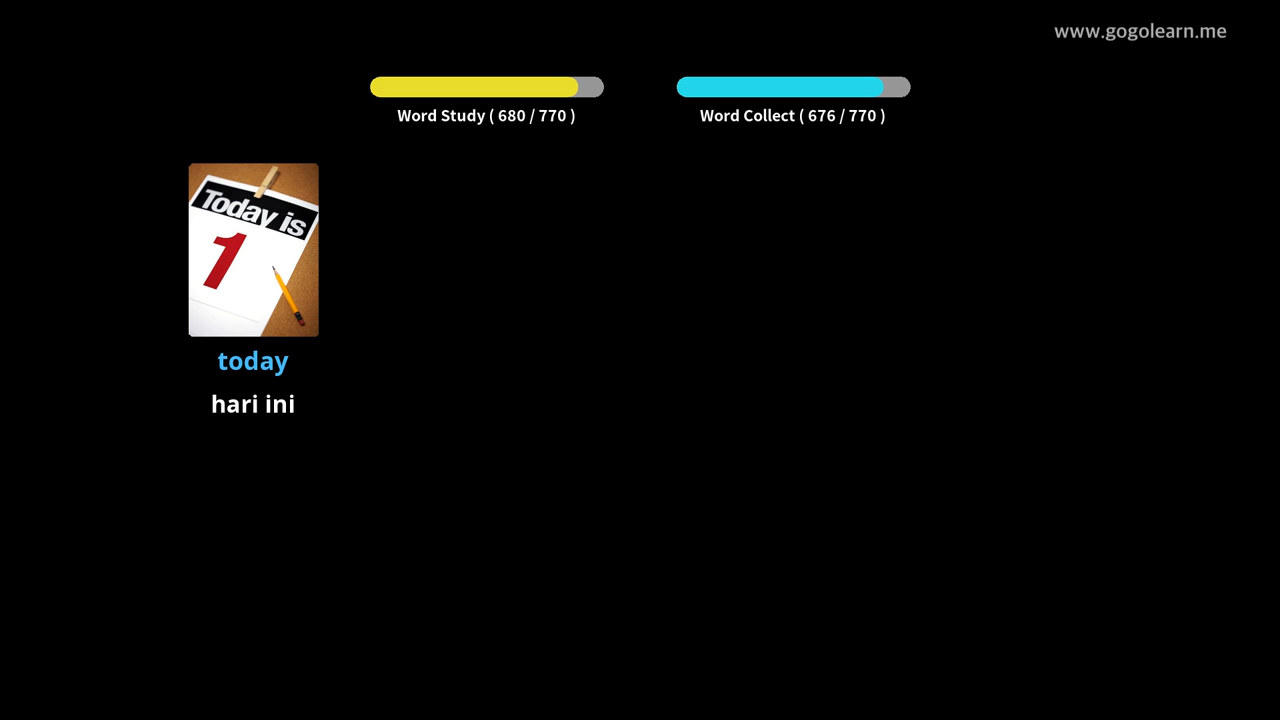 www.gogolearn.me
Word Study ( 680 / 770 )
Word Collect ( 676 / 770 )
Today is
1
today
hari ini